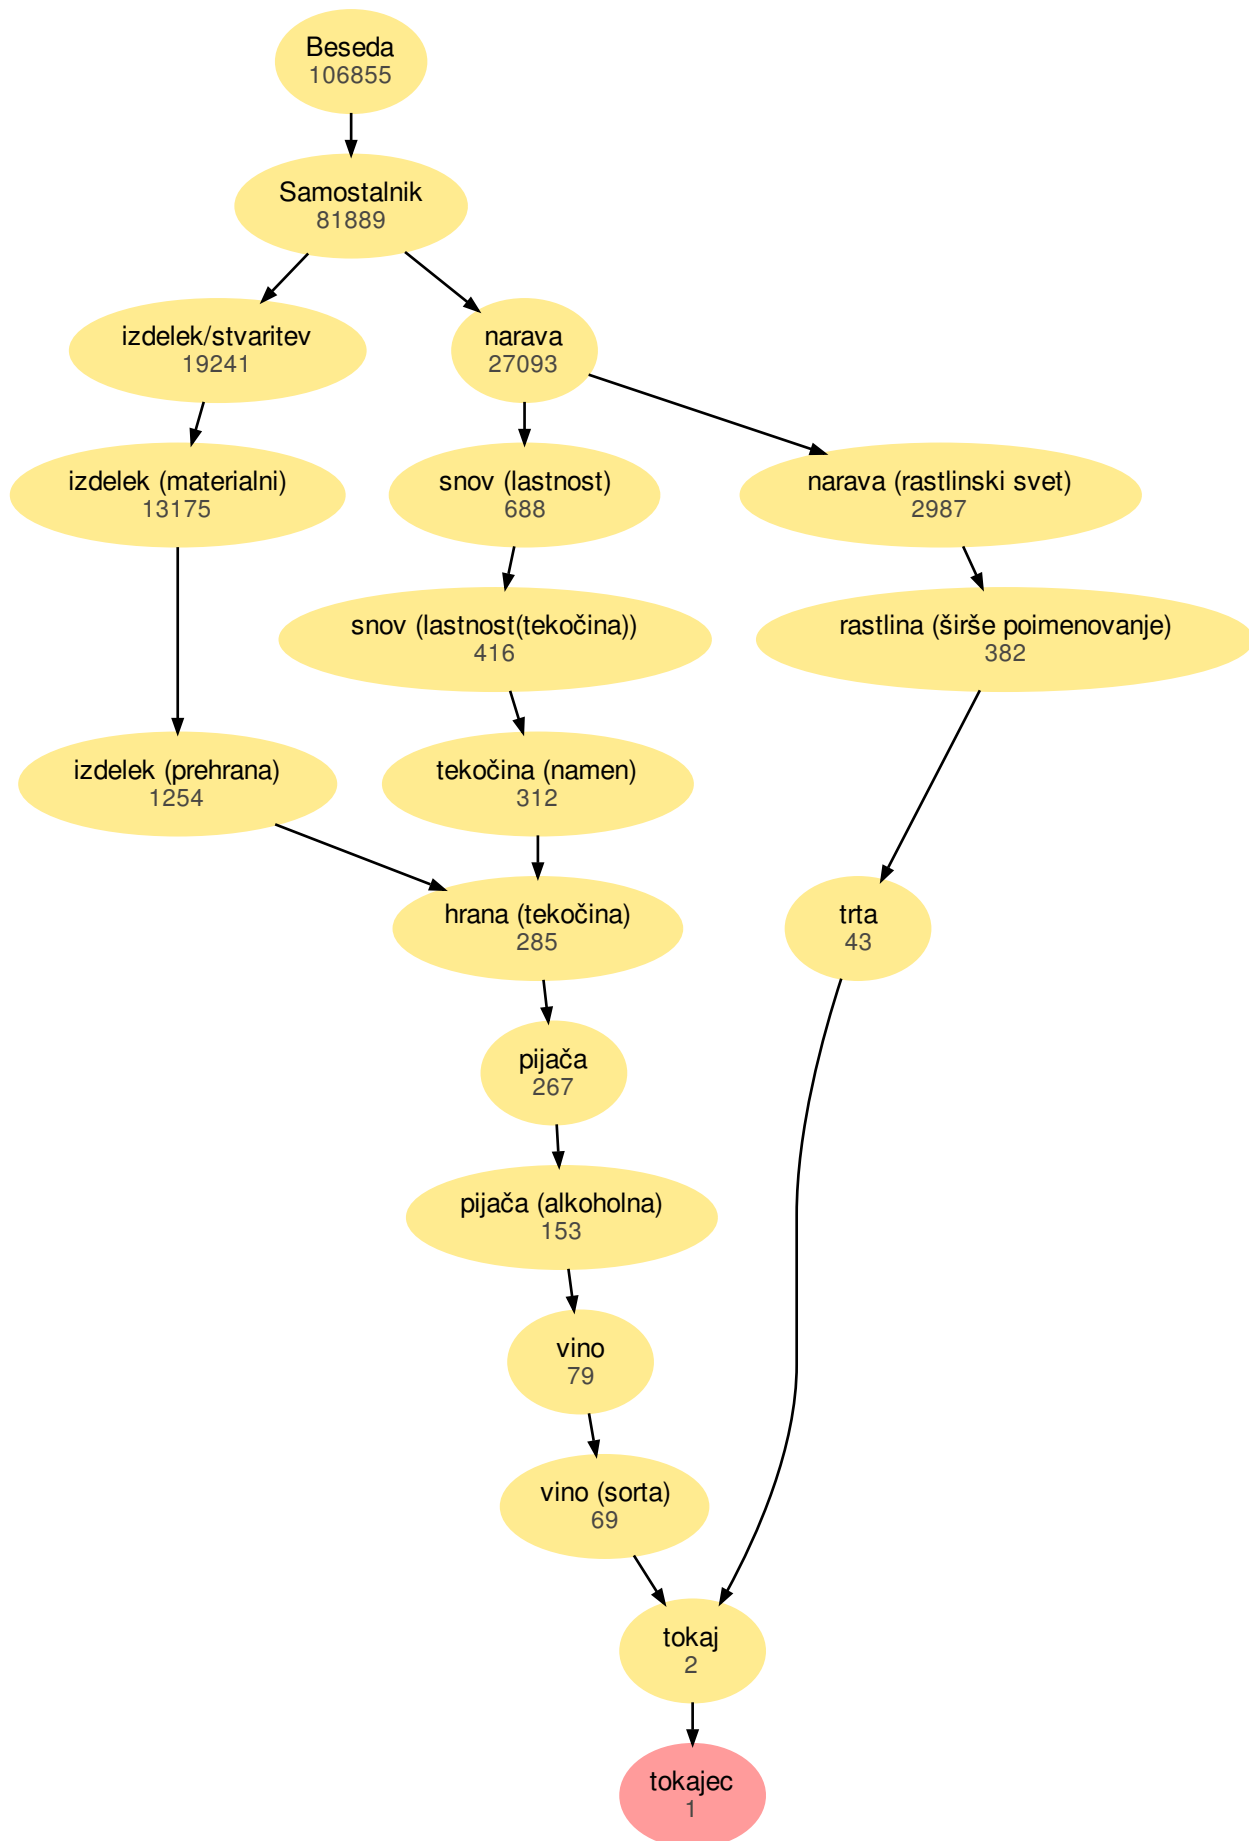 Beseda
106855
Samostalnik
81889
izdelek/stvaritev
19241
narava
27093
izdelek (materialni)
13175
snov (lastnost)
688
narava (rastlinski svet)
2987
snov (lastnost(tekočina))
416
rastlina (širše poimenovanje)
382
izdelek (prehrana)
1254
tekočina (namen)
312
hrana (tekočina)
285
trta
43
pijača
267
pijača (alkoholna)
153
vino
79
vino (sorta)
69
tokaj
2
tokajec
1